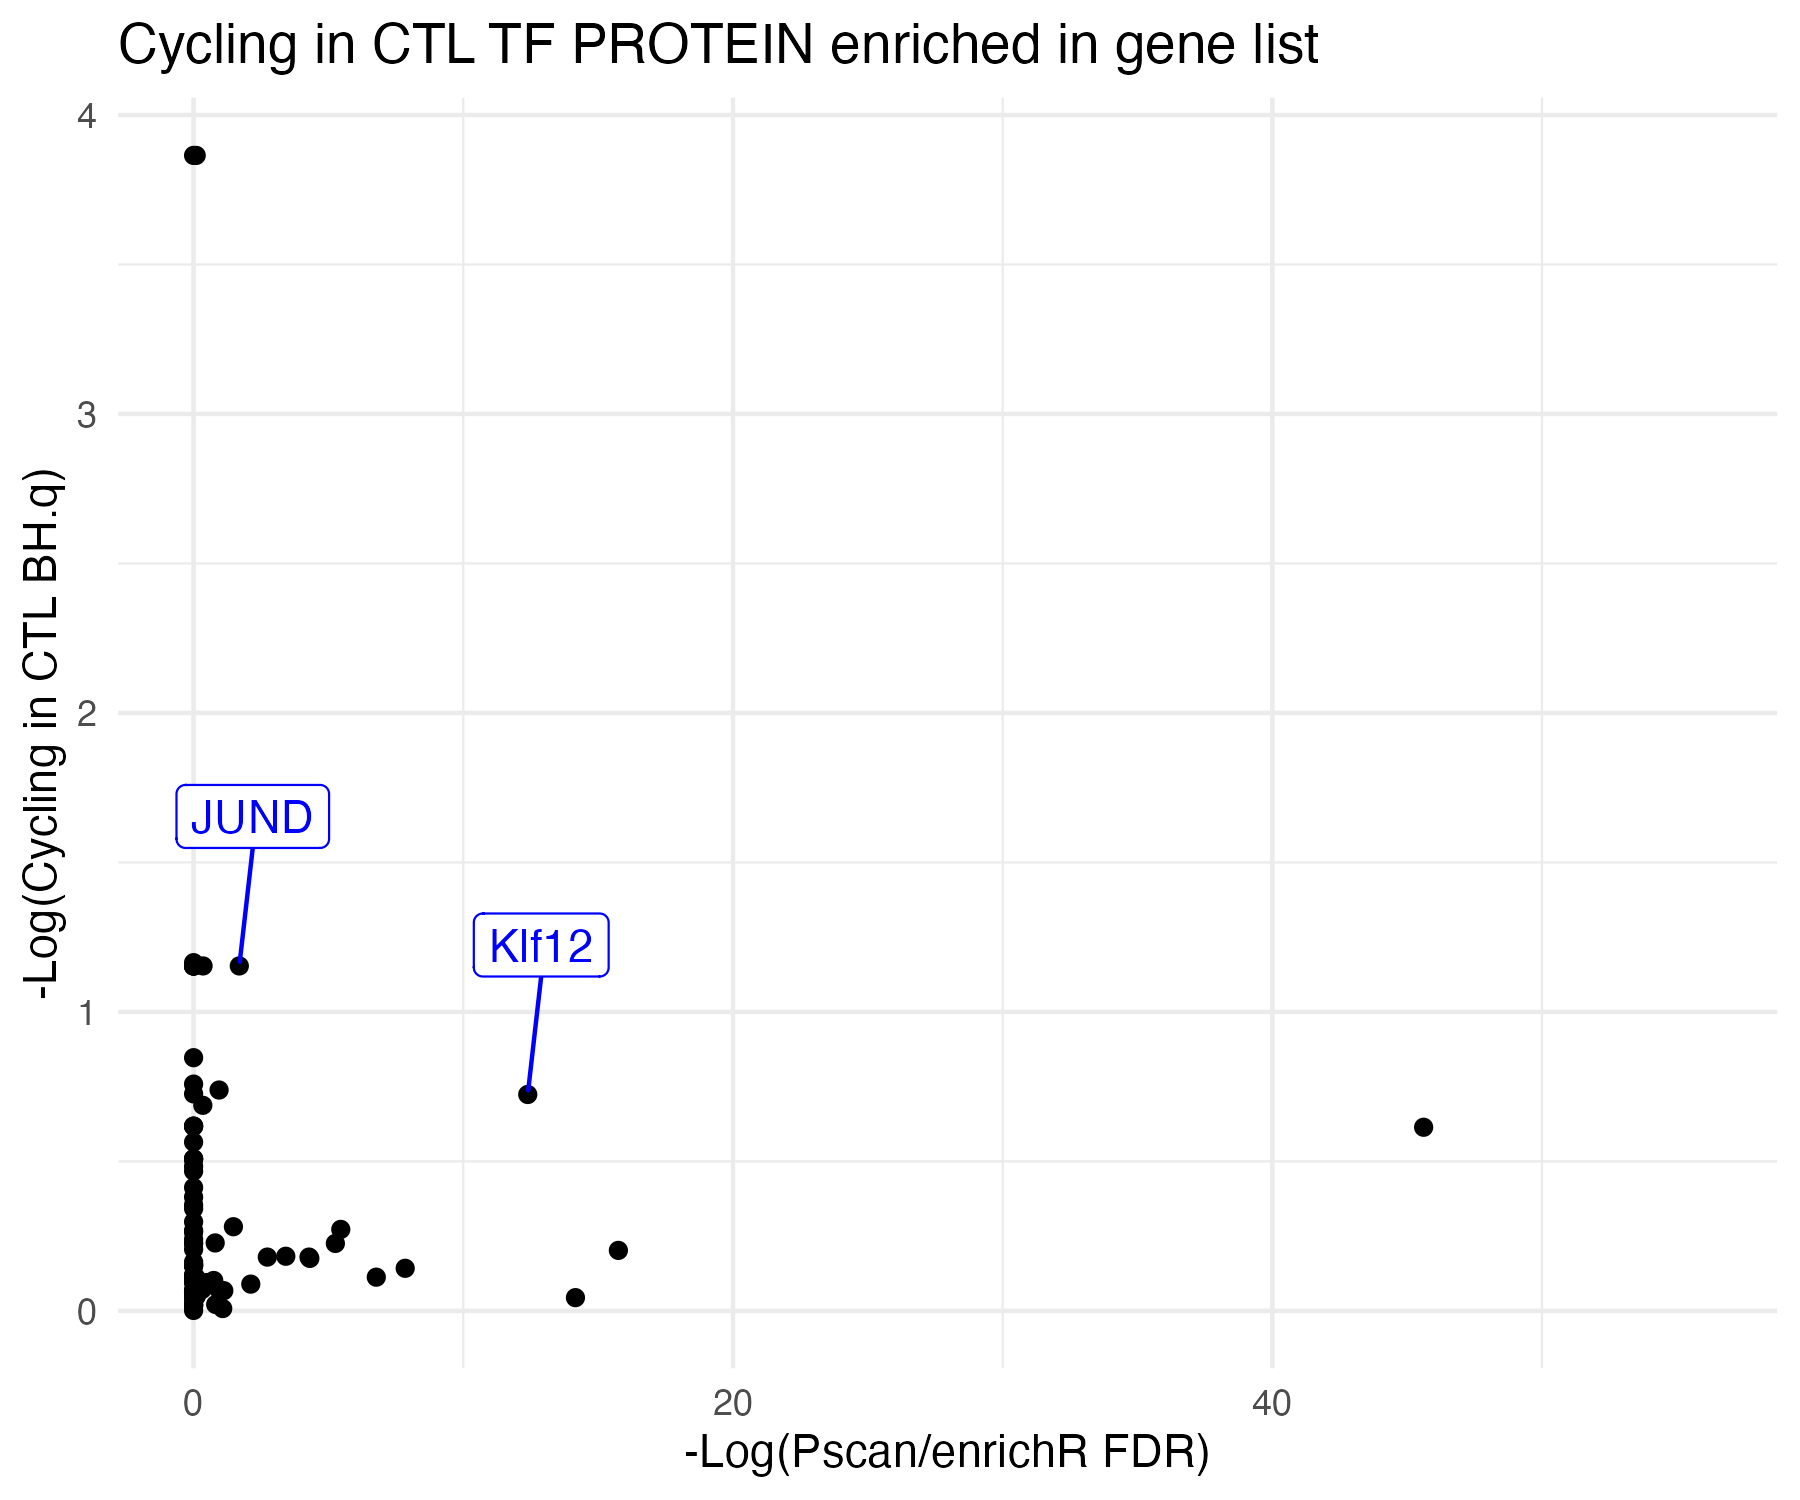 Cycling in CTL TF PROTEIN enriched in gene list
-Log(Cycling in CTL BH.q)
4
3
2
1
0
JUND
Klf12
0 20 40
-Log(Pscan/enrichR FDR)